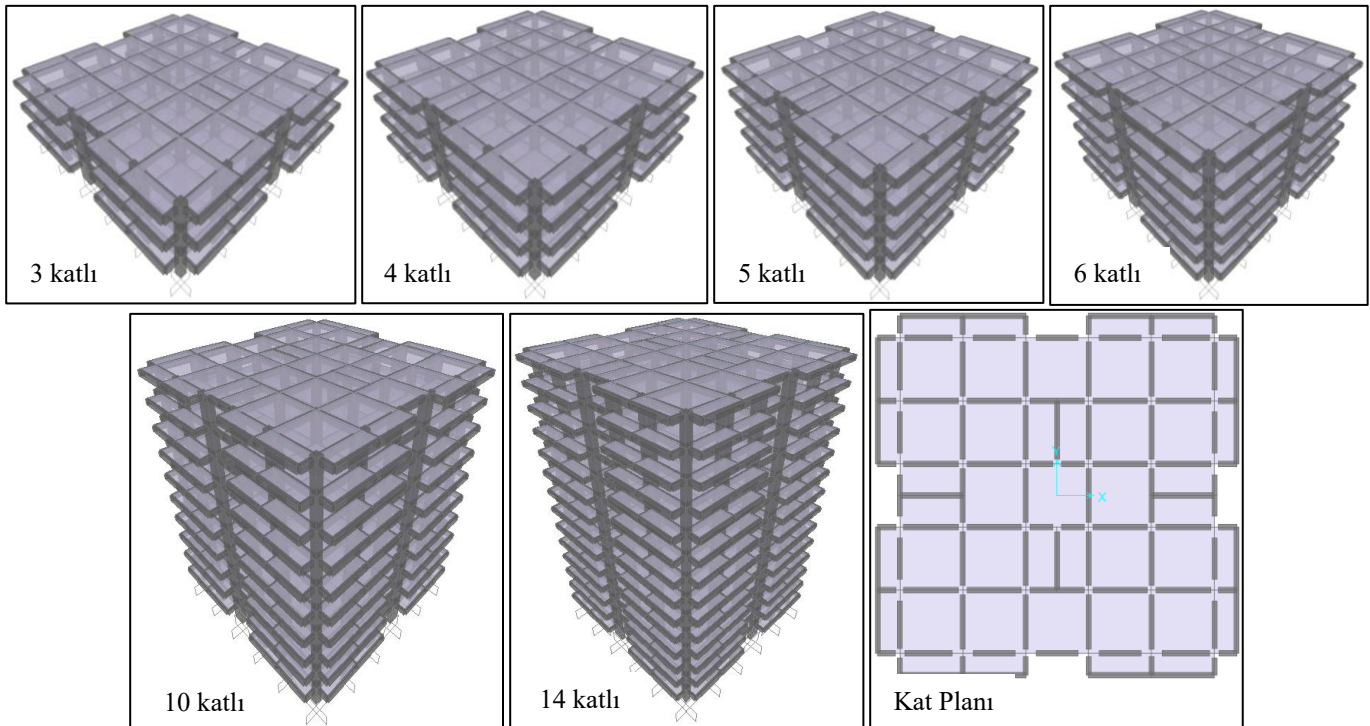 3 katlı
4 katlı
5 katlı
6 katlı
10 katlı
14 katlı
Kat Planı
Y
X